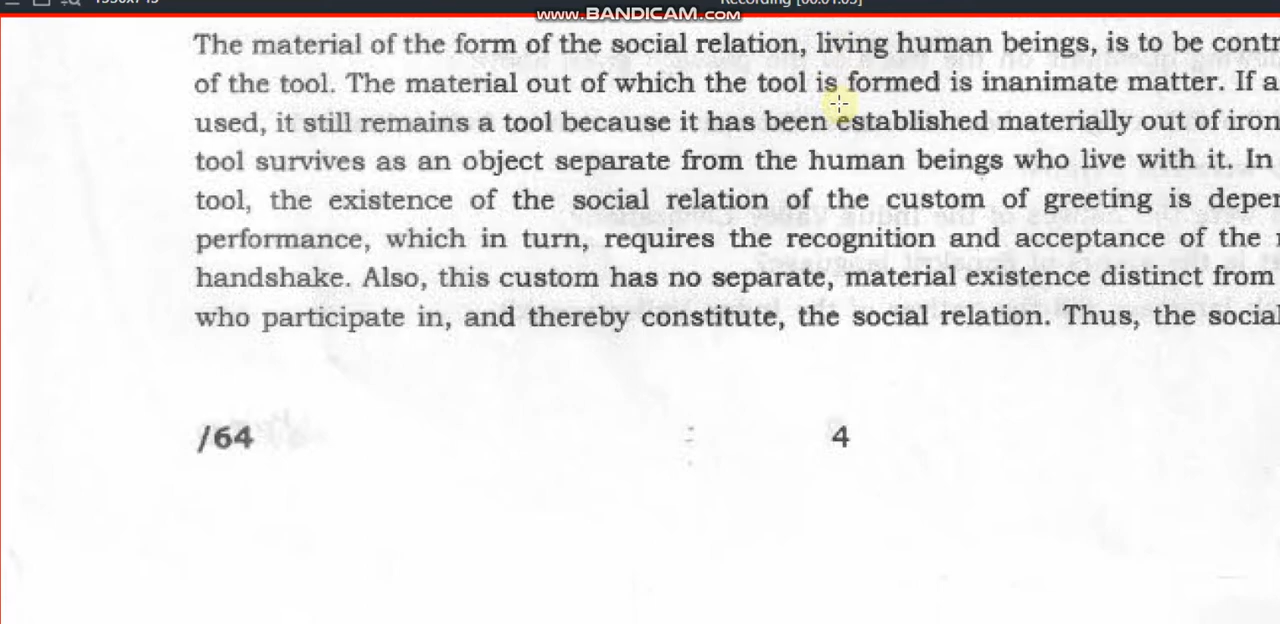 www.BANDICAM.com
The material of the form of the social relation, living human beings, is to be contr
of the tool. The material out of which the tool is formed is inanimate matter. If a
used, it still remains a tool because it has been established materially out of iron
tool survives as an object separate from the human beings who live with it. In
tool, the existence of the social relation of the custom of greeting is deper
performance, which in turn, requires the recognition and acceptance of the
handshake. Also, this custom has no separate, material existence distinct from
who participate in, and thereby constitute, the social relation. Thus, the social
/64
4